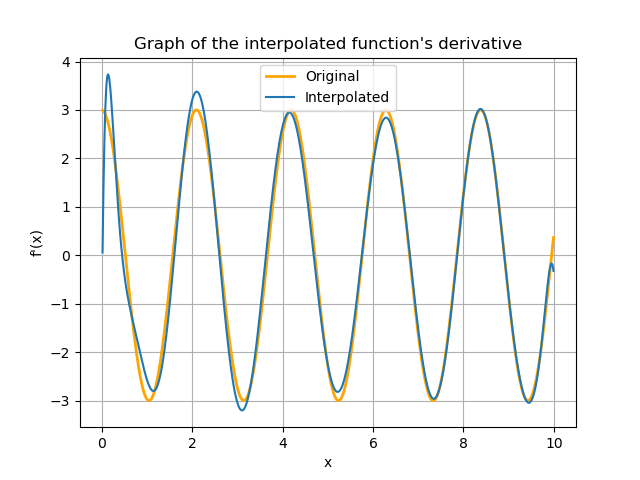 Graph of the interpolated function's derivative
Original
Interpolated
4
3
2
1
0
−1
−2
−3
f'(x)
0 2 4 6 8 10
x